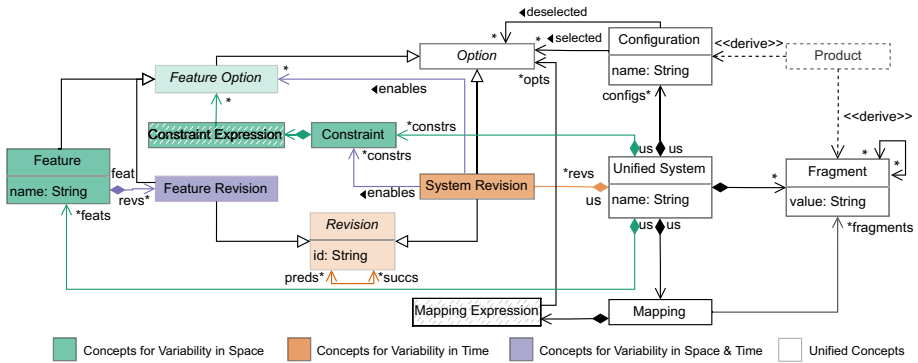 ◀deselected
Configuration
name: String
configs*
*
*
◀selected
<<derive>>
Product
Option
*opts
Feature Option
*
*
◀enables
<<derive>>
Constraint Expression
Constraint
*constrs
*constrs
us
us
Feature
name: String
*feats
feat
revs*
Feature Revision
◀enables
System Revision
*revs
us
Unified System
name: String
us
us
*
*
*
*
Fragment
value: String
*fragments
Revision
id: String
preds*
*succs
Mapping Expression
Mapping
Concepts for Variability in Space
Concepts for Variability in Time
Concepts for Variability in Space & Time
Unified Concepts